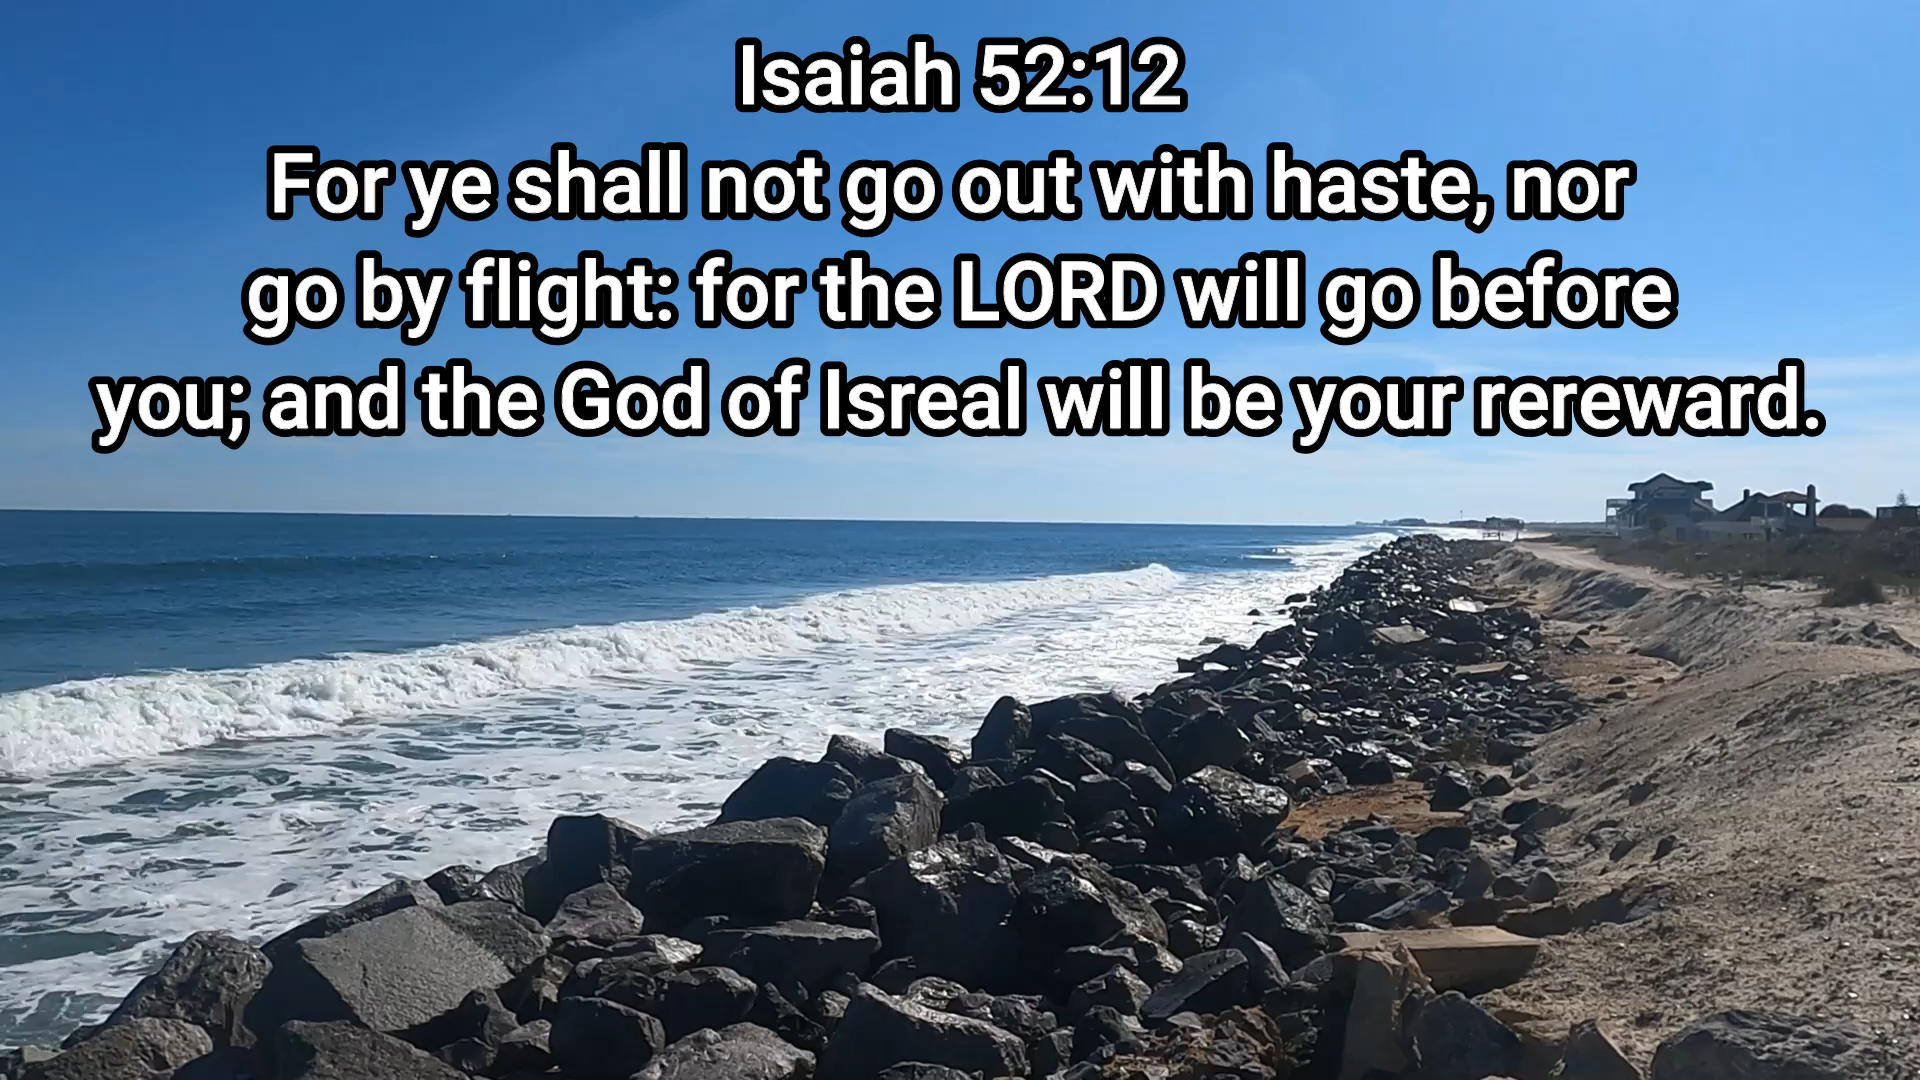 Isaiah 52:12
For ye shall not go out with haste, nor
go by flight: for the LORD will go before
you; and the God of Isreal will be your rereward.